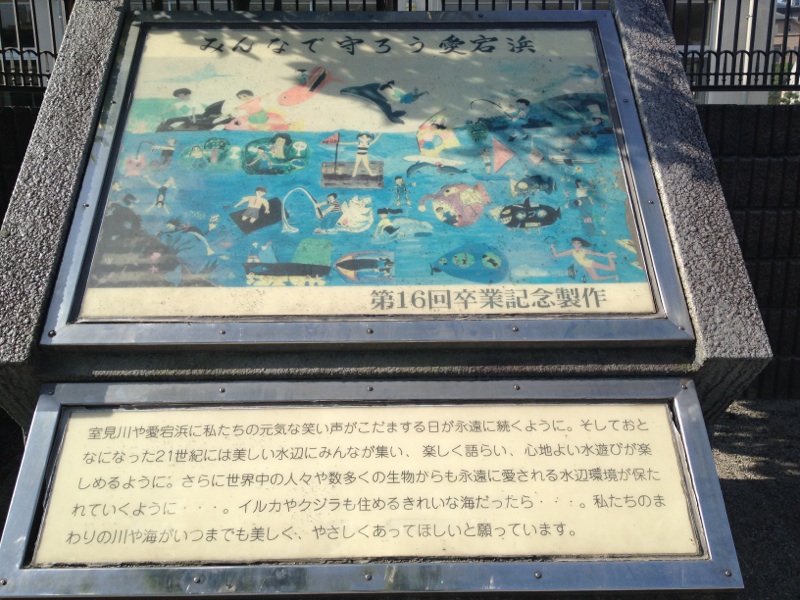 みんなで守ろう愛宕浜
第16回卒業記念製作
室見川や愛宕浜に私たちの元気な笑い声がこだまする日が永遠に続くように。そしておと
なになった21世紀には美しい水辺にみんなが集い、楽しく語らい、心地よい水遊びが楽
しめるように。さらに世界中の人々や数多くの生物からも永遠に愛される水辺環境が保た
れていくように・・・。イルカやクジラも住めるきれいな海だったら・・・。私たちのま
わりの川や海がいつまでも美しく、やさしくあってほしいと願っています。